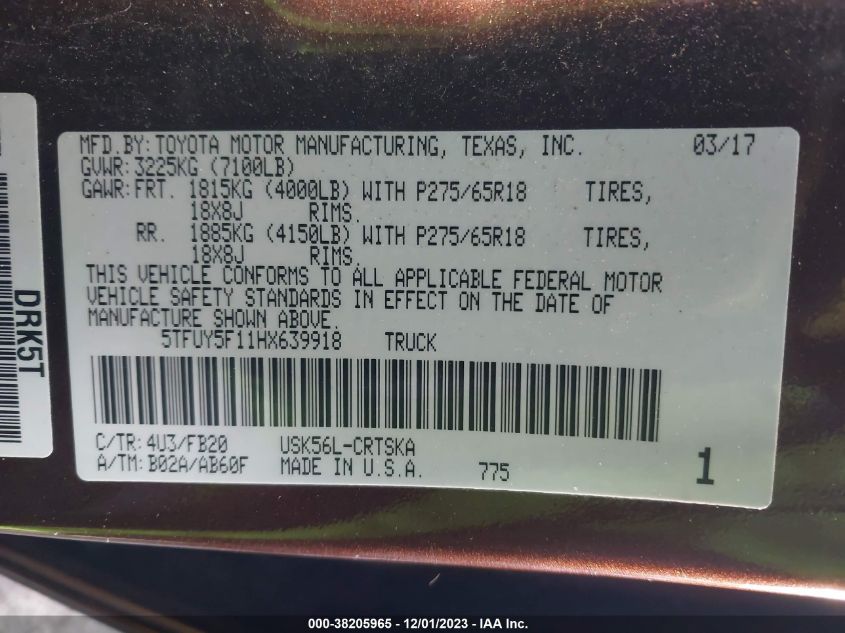 MFD.BY:TOYOTA MOTOR MANUFACTURING, TEXAS, INC. 03/17
GVWR:3225KG (7100LB)
GAWR:FRT. 1815KG (4000LB) WITH P275/65R18 TIRES,
18X8J RIMS.
RR. 1885KG (4150LB) WITH P275/65R18 TIRES,
18X8J RIMS.
THIS VEHICLE CONFORMS TO ALL APPLICABLE FEDERAL MOTOR
VEHICLE SAFETY STANDARDS IN EFFECT ON THE DATE OF
MANUFACTURE SHOWN ABOVE.
5TFUY5F11HX639918 TRUCK
C/TR:4U3/FB20 USK56L-CRTSKA
A/TM:B02A/AB60F MADE IN U.S.A. 775 1
DRK5T
000-38205965 - 12/01/2023 - IAA Inc.